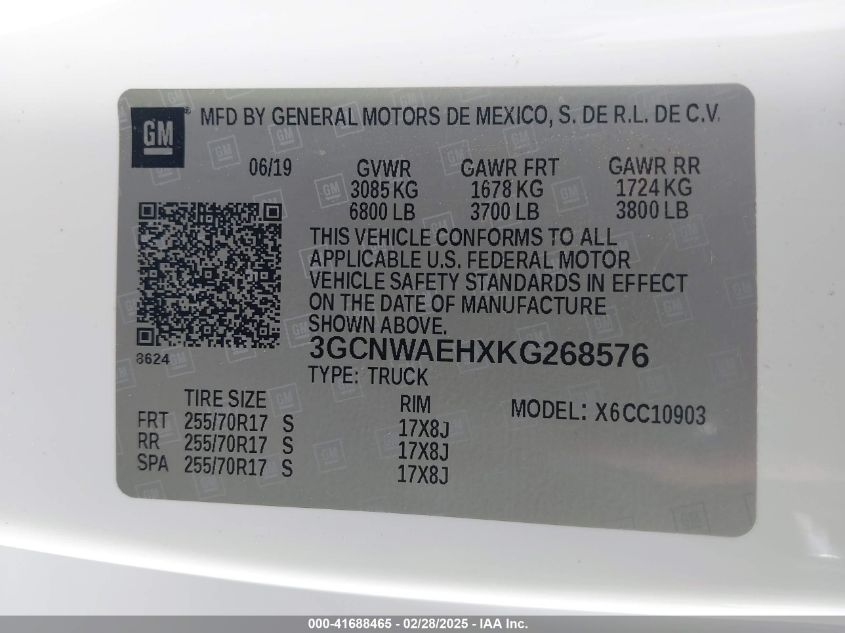 GM ® MFD BY GENERAL MOTORS DE MEXICO, S. DE R.L. DE C.V.
06/19 GVWR GAWR FRT GAWR RR
3085 KG 1678 KG 1724 KG
6800 LB 3700 LB 3800 LB
THIS VEHICLE CONFORMS TO ALL
APPLICABLE U.S. FEDERAL MOTOR
VEHICLE SAFETY STANDARDS IN EFFECT
ON THE DATE OF MANUFACTURE
SHOWN ABOVE.
3GCNWAEHXKG268576
8624
TYPE: TRUCK
TIRE SIZE RIM MODEL: X6CC10903
FRT 255/70R17 S 17X8J
RR 255/70R17 S 17X8J
SPA 255/70R17 S 17X8J
000-41688465 - 02/28/2025 - IAAI - Copyright © 2025 IAA, Inc.